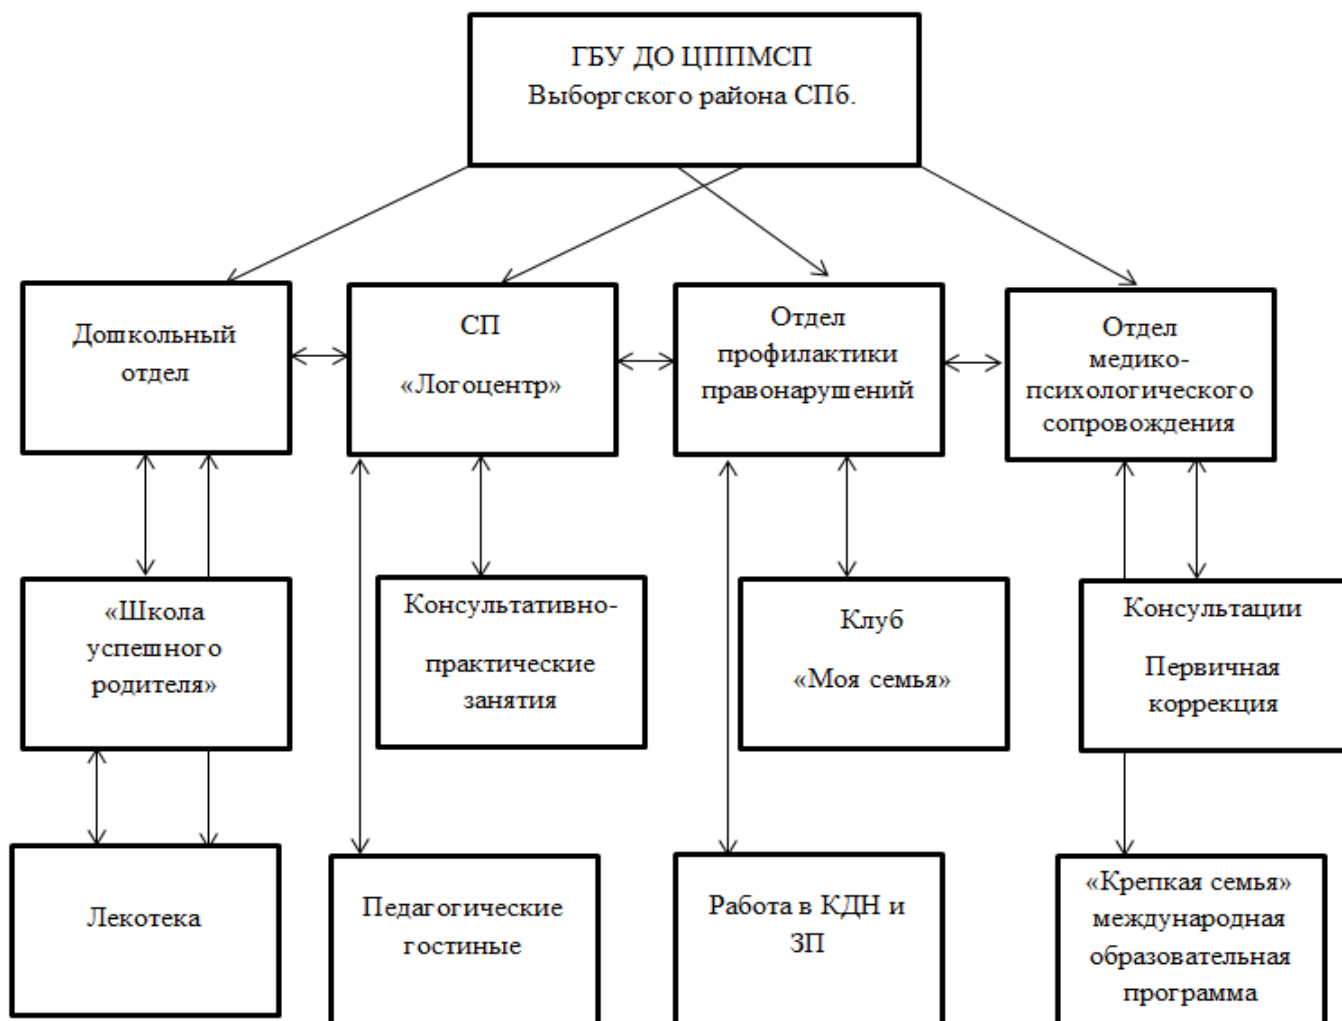 ГБУ ДО ЦППМСП
Выборгского района СПб.
Дошкольный
отдел
СП
«Логоцентр»
Отдел
профилактики
правонарушений
Отдел
медико-
психологического
сопровождения
«Школа
успешного
родителя»
Консультативно-
практические
занятия
Клуб
«Моя семья»
Консультации
Первичная
коррекция
Лекотека
Педагогические
гостиные
Работа в КДН и
ЗП
«Крепкая семья»
международная
образовательная
программа